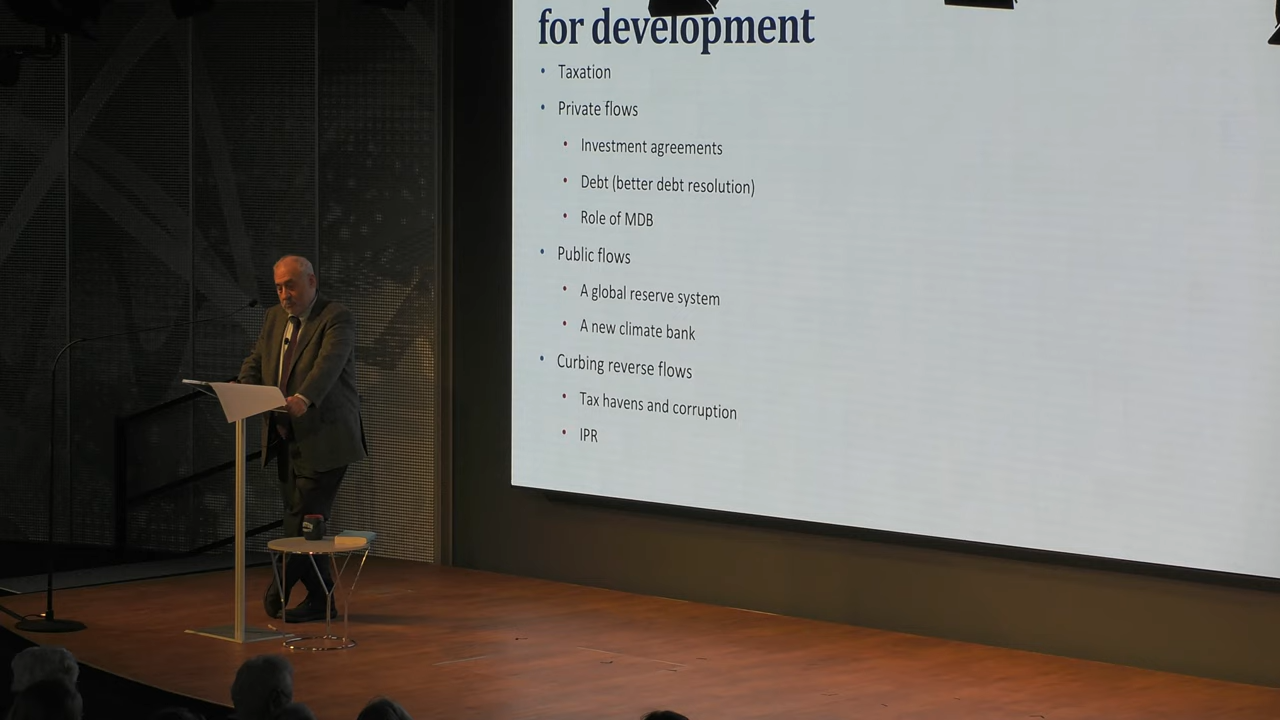 for development
• Taxation
• Private flows
• Investment agreements
• Debt (better debt resolution)
• Role of MDB
• Public flows
• A global reserve system
• A new climate bank
• Curbing reverse flows
• Tax havens and corruption
• IPR